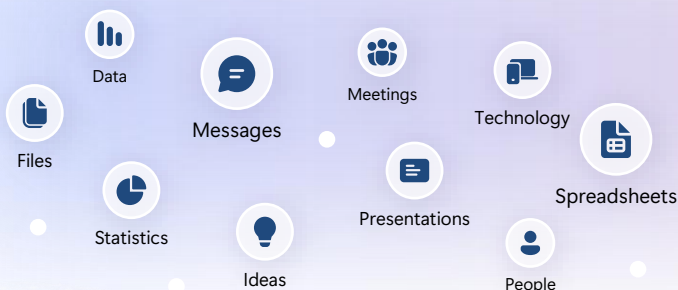 Data
Messages
Meetings
Technology
Files
Spreadsheets
Statistics
Presentations
Ideas
People